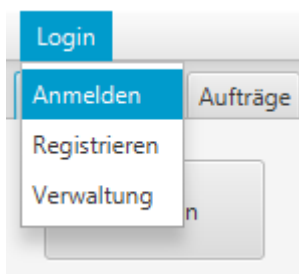 Login
Anmelden
Aufträge
Registrieren
Verwaltung
n